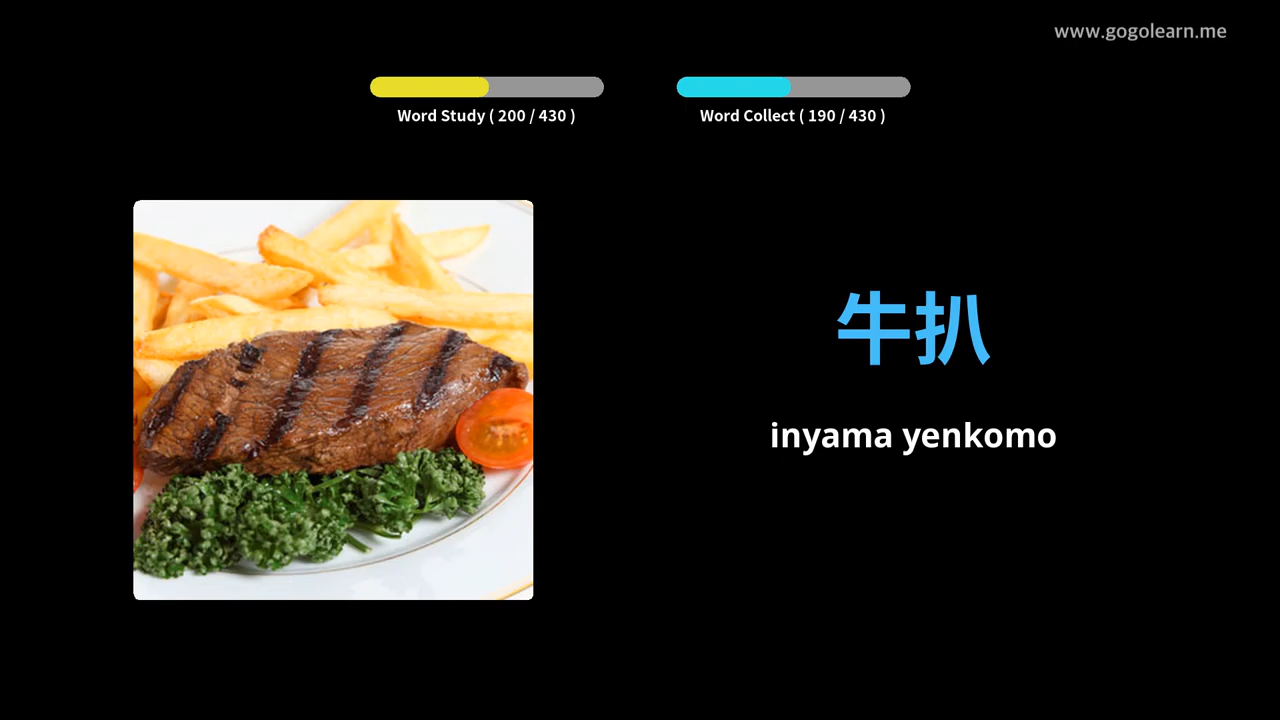 www.gogolearn.me
Word Study ( 200 / 430 )
Word Collect ( 190 / 430 )
牛扒
inyama yenkomo